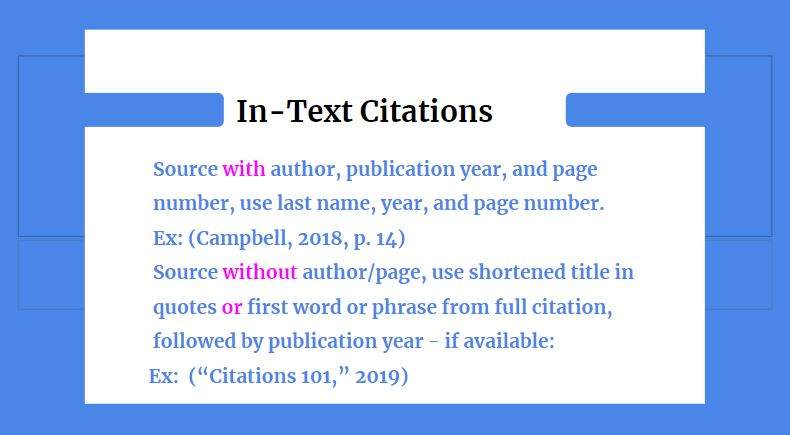 In-Text Citations
Source with author, publication year, and page
number, use last name, year, and page number.
Ex: (Campbell, 2018, p. 14)
Source without author/page, use shortened title in
quotes or first word or phrase from full citation,
followed by publication year - if available:
Ex: (“Citations 101,” 2019)